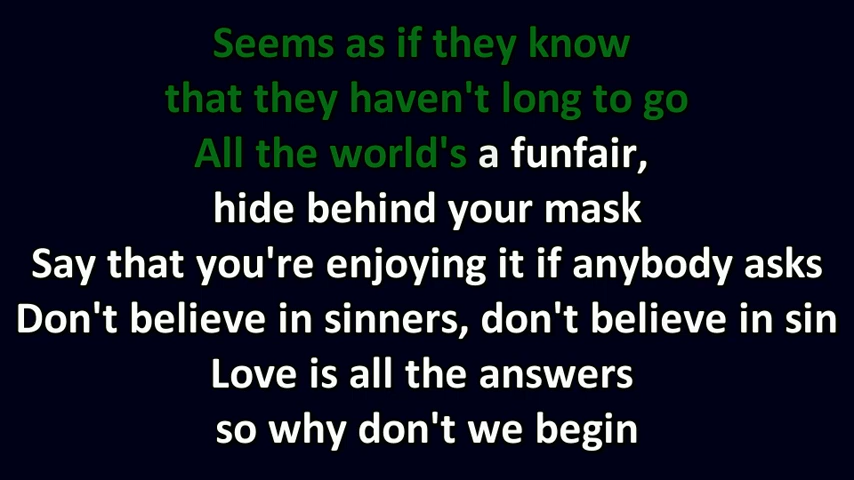 Seems as if they know
that they haven't long to go
All the world's a funfair,
hide behind your mask
Say that you're enjoying it if anybody asks
Don't believe in sinners, don't believe in sin
Love is all the answers
so why don't we begin